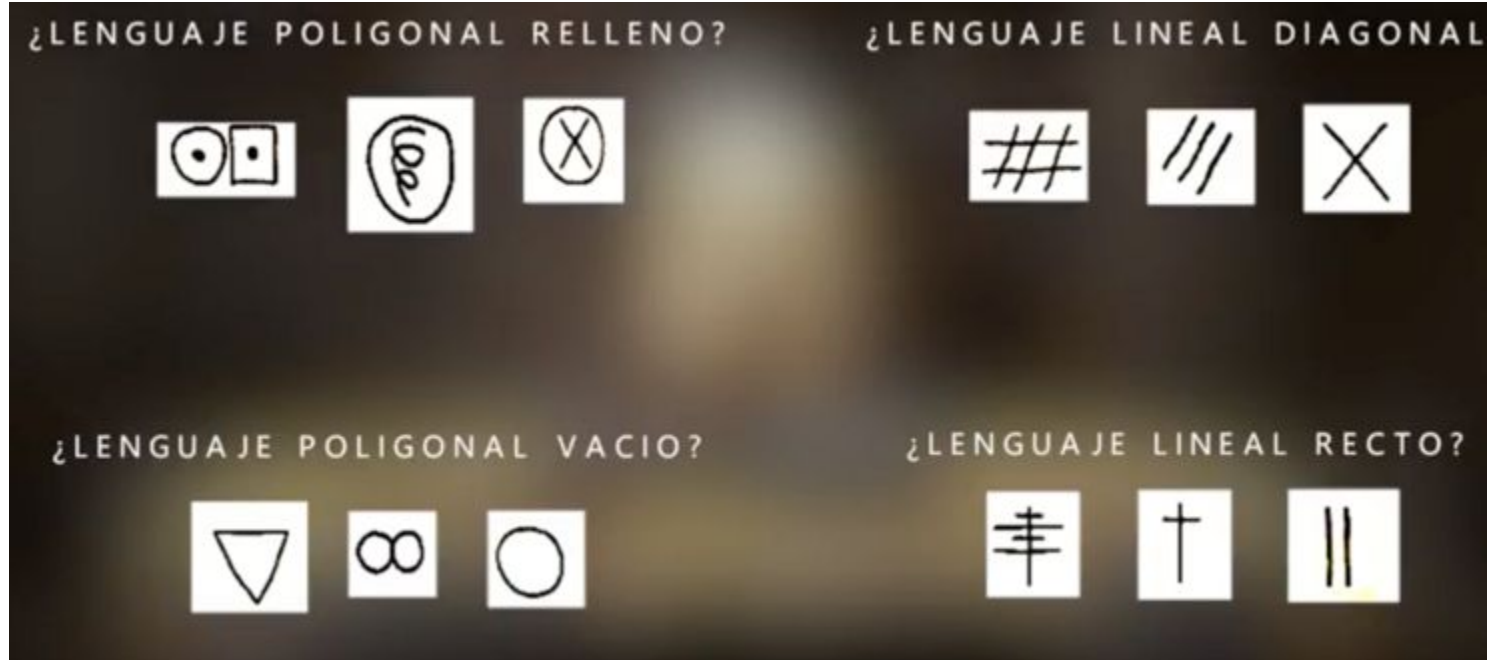 ¿LENGUAJE POLIGONAL RELLENO?
¿LENGUAJE LINEAL DIAGONAL
¿LENGUAJE POLIGONAL VACIO?
¿LENGUAJE LINEAL RECTO?